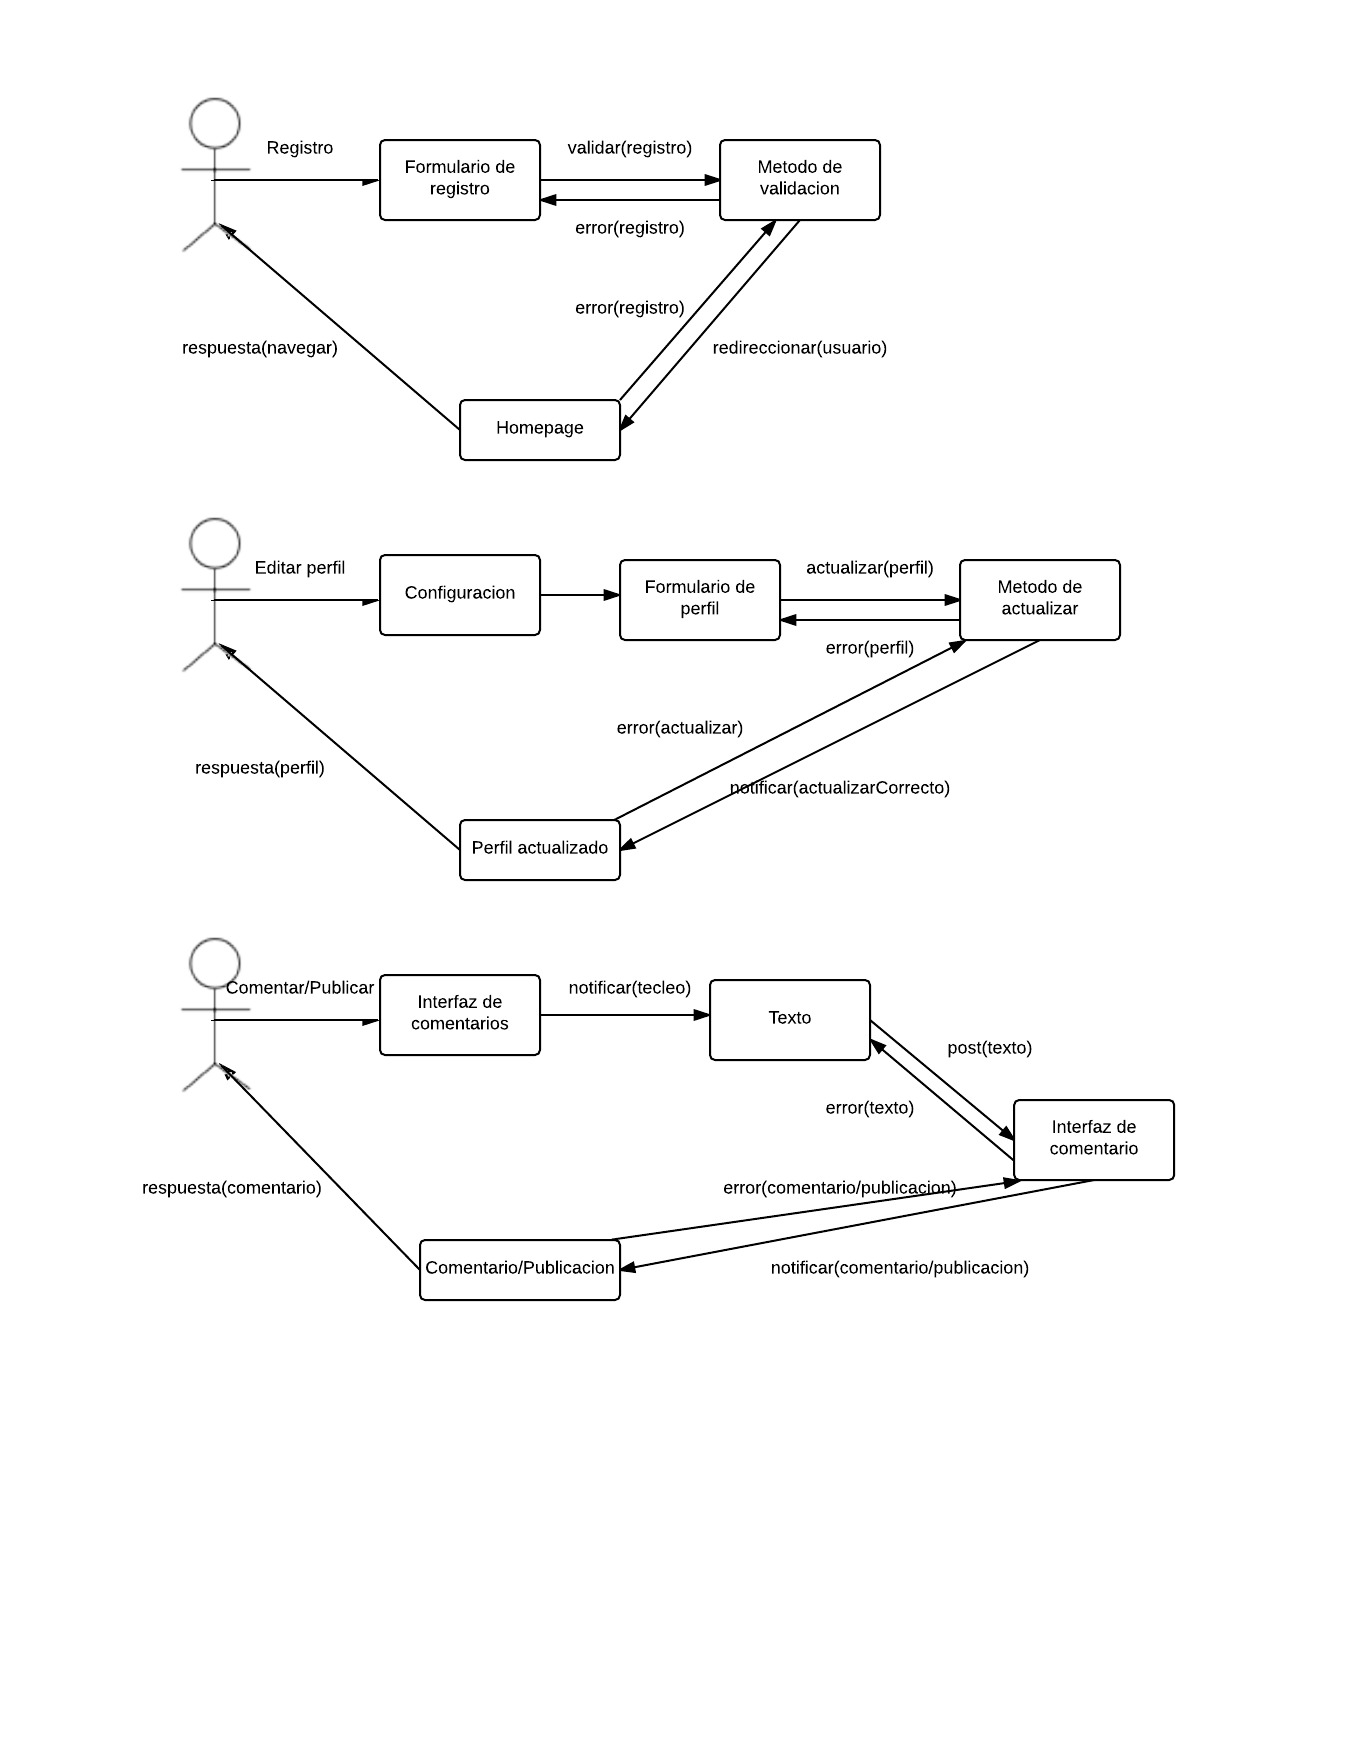 Registro
Formulario de
registro
validar(registro)
Metodo de
validacion
error(registro)
error(registro)
respuesta(navegar)
redireccionar(usuario)
Homepage
Editar perfil
Configuracion
Formulario de
perfil
actualizar(perfil)
Metodo de
actualizar
error(perfil)
error(actualizar)
respuesta(perfil)
notificar(actualizarCorrecto)
Perfil actualizado
Comentar/Publicar
Interfaz de
comentarios
notificar(tecleo)
Texto
post(texto)
error(texto)
Interfaz de
comentario
respuesta(comentario)
error(comentario/publicacion)
Comentario/Publicacion
notificar(comentario/publicacion)